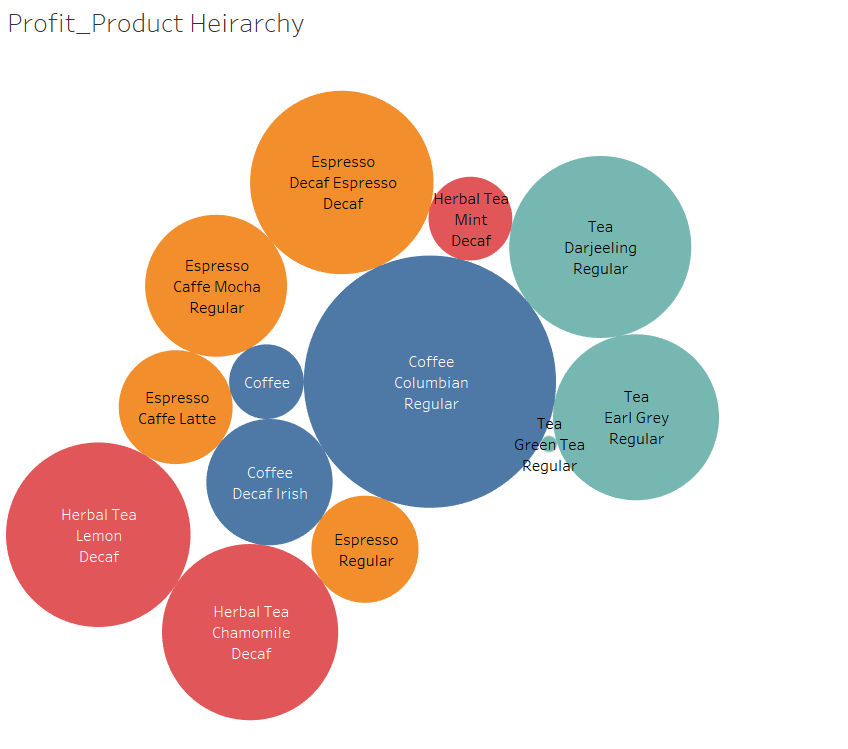 Profit_Product Heirarchy
Espresso
Decaf Espresso
Decaf
Herbal Tea
Mint
Decaf
Tea
Darjeeling
Regular
Espresso
Caffe Mocha
Regular
Coffee
Columbian
Regular
Coffee
Espresso
Caffe Latte
Tea
Earl Grey
Regular
Tea
Green Tea
Regular
Coffee
Decaf Irish
Herbal Tea
Lemon
Decaf
Espresso
Regular
Herbal Tea
Chamomile
Decaf